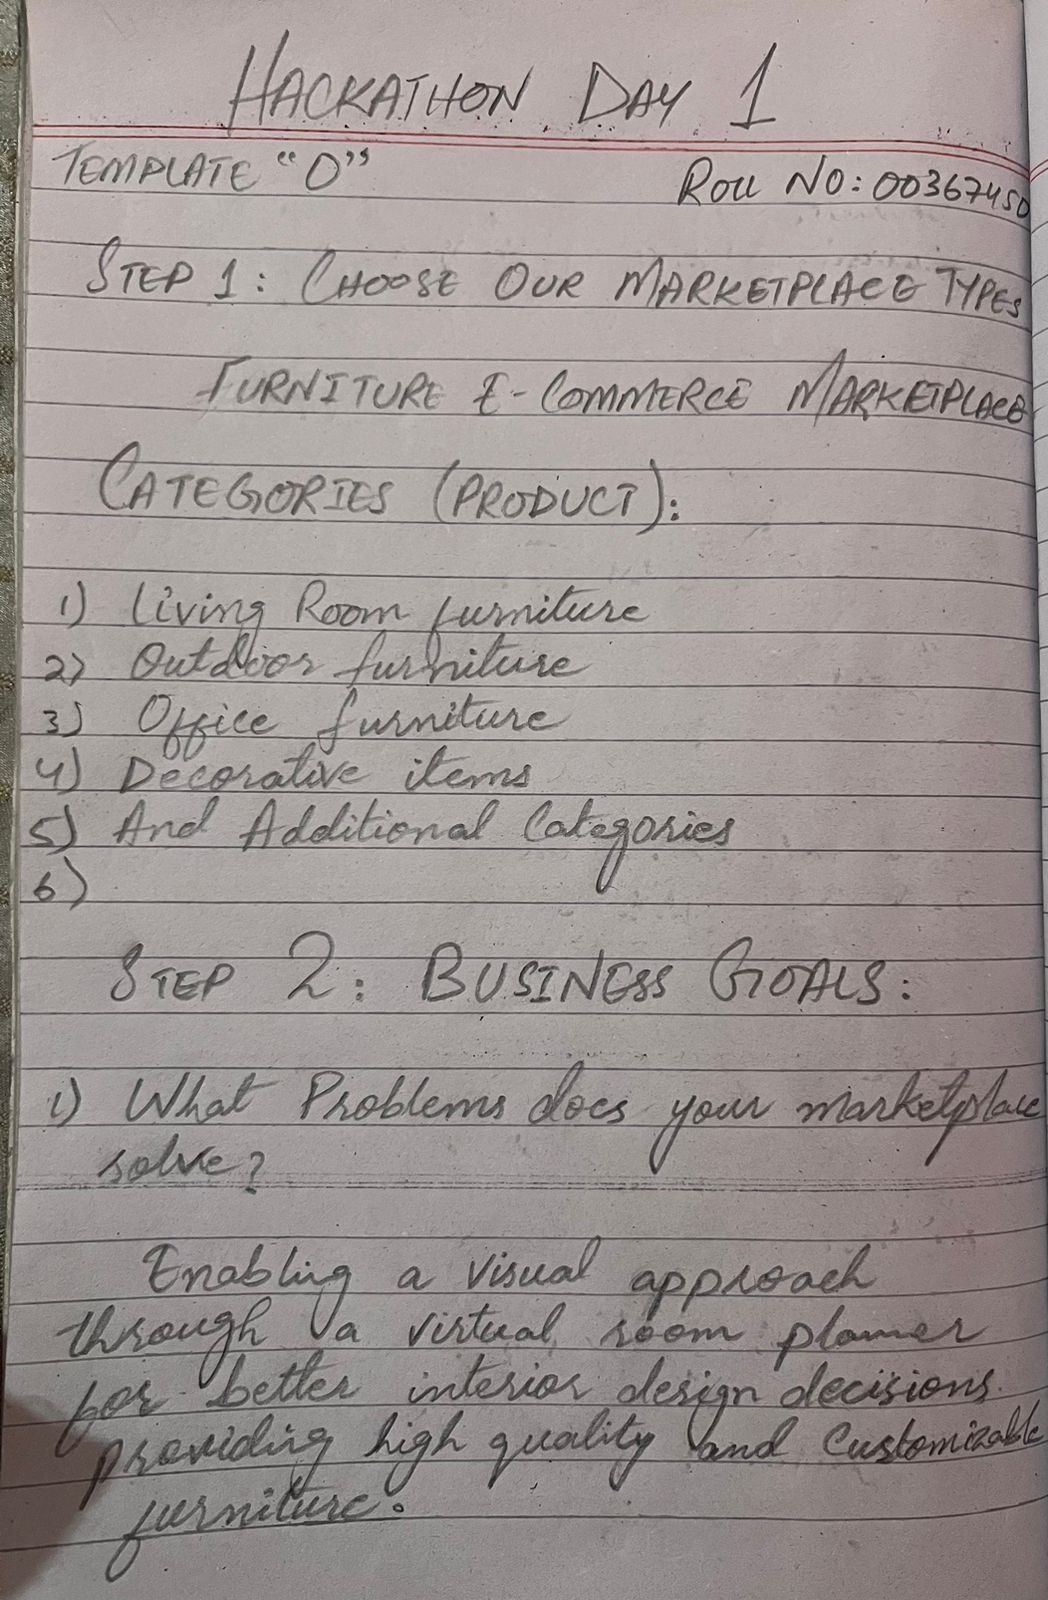 HACKATHON DAY 1
TEMPLATE "0"
ROLL NO: 00367450
STEP 1: CHOOSE OUR MARKETPLACE TYPES
FURNITURE E-COMMERCE MARKETPLACE
CATEGORIES (PRODUCT):
1) Living Room furniture
2) Outdoor furniture
3) Office furniture
4) Decorative items
5) And Additional Categories
6)
STEP 2: BUSINESS GOALS:
1) What Problems does your marketplace
solve?
Enabling a visual approach
through a virtual room planner
for better interior design decisions.
providing high quality and Customizable
furniture.